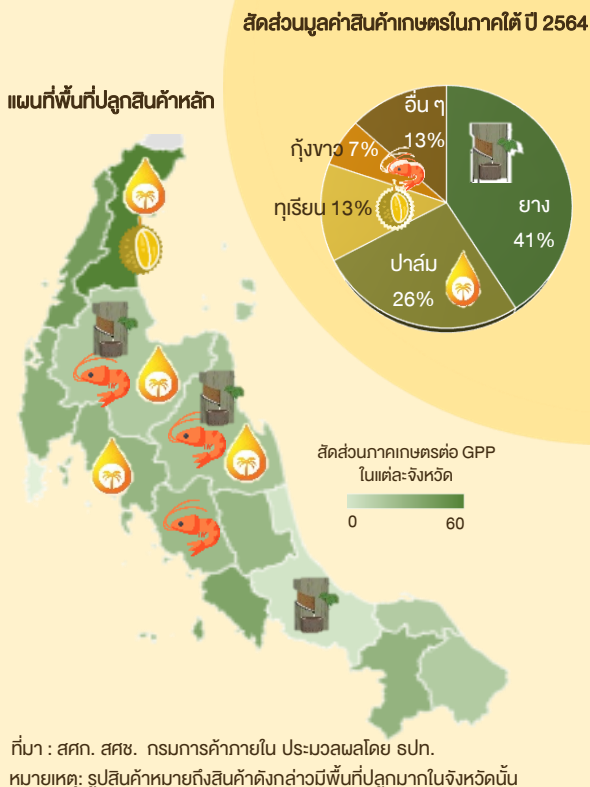 สัดส่วนมูลค่าสินค้าเกษตรในภาคใต้ ปี 2564
แผนที่พื้นที่ปลูกสินค้าหลัก
อื่น ๆ
13%
กุ้งขาว 7%
ทุเรียน 13%
ยาง
41%
ปาล์ม
26%
สัดส่วนภาคเกษตรต่อ GPP
ในแต่ละจังหวัด
0 60
ที่มา : สศก. สศช. กรมการค้าภายใน ประมวลผลโดย ธปท.
หมายเหตุ: รูปสินค้าหมายถึงสินค้าดังกล่าวมีพื้นที่ปลูกมากในจังหวัดนั้น